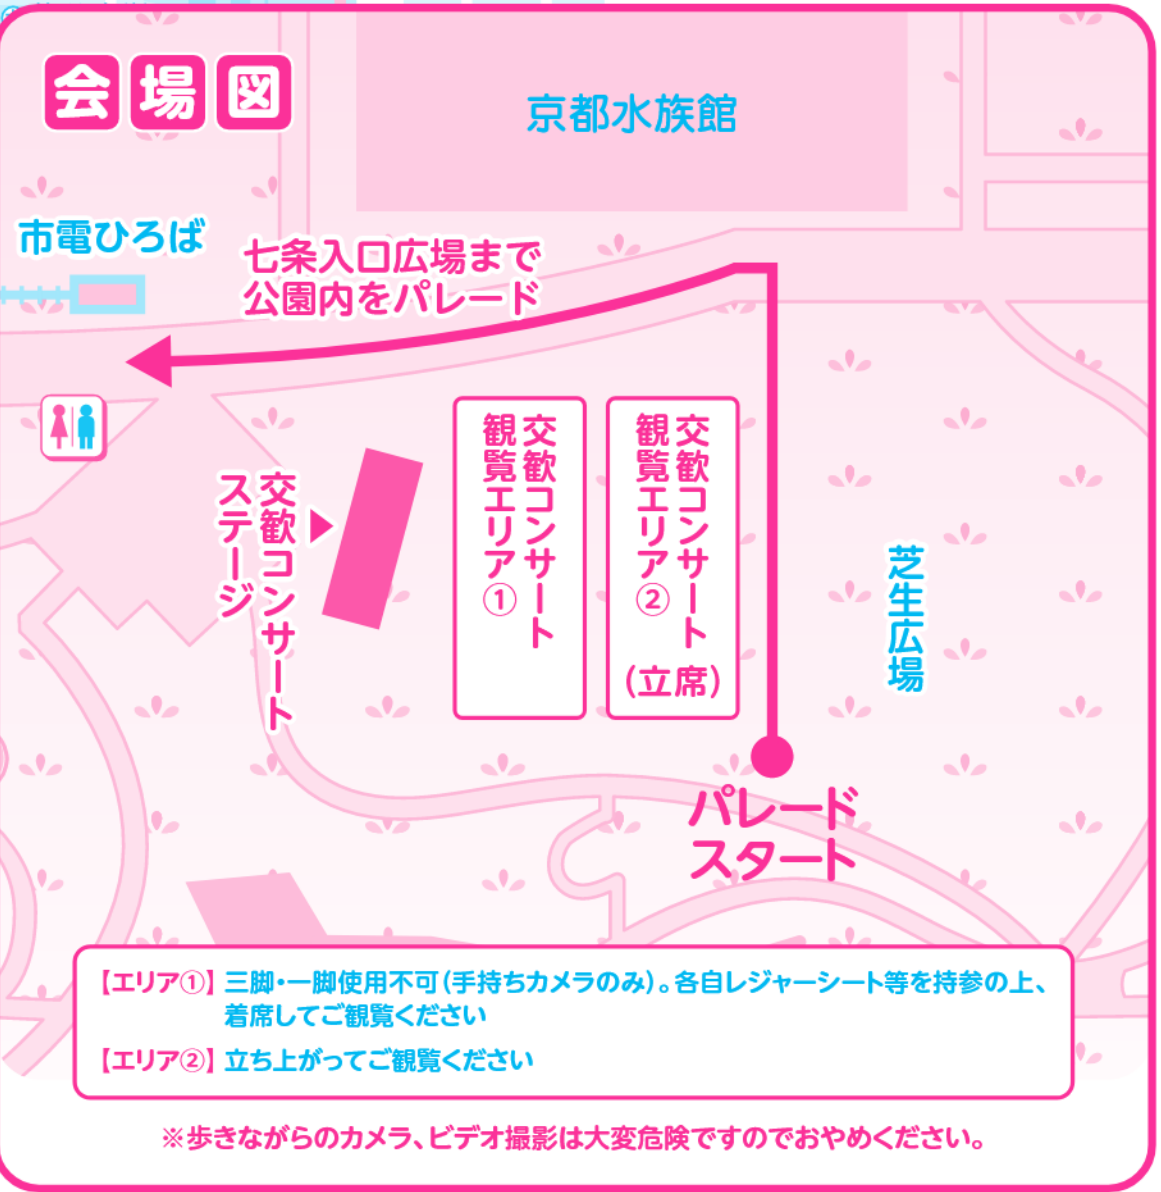 会場図
京都水族館
市電ひろば
七条入口広場まで
公園内をパレード
交歓コンサート
ステージ
交歓コンサート
観覧エリア①
交歓コンサート
観覧エリア②
(立席)
芝生広場
パレード
スタート
【エリア①】三脚・一脚使用不可(手持ちカメラのみ)。各自レジャーシート等を持参の上、
着席してご観覧ください
【エリア②】立ち上がってご観覧ください
※歩きながらのカメラ、ビデオ撮影は大変危険ですのでおやめください。